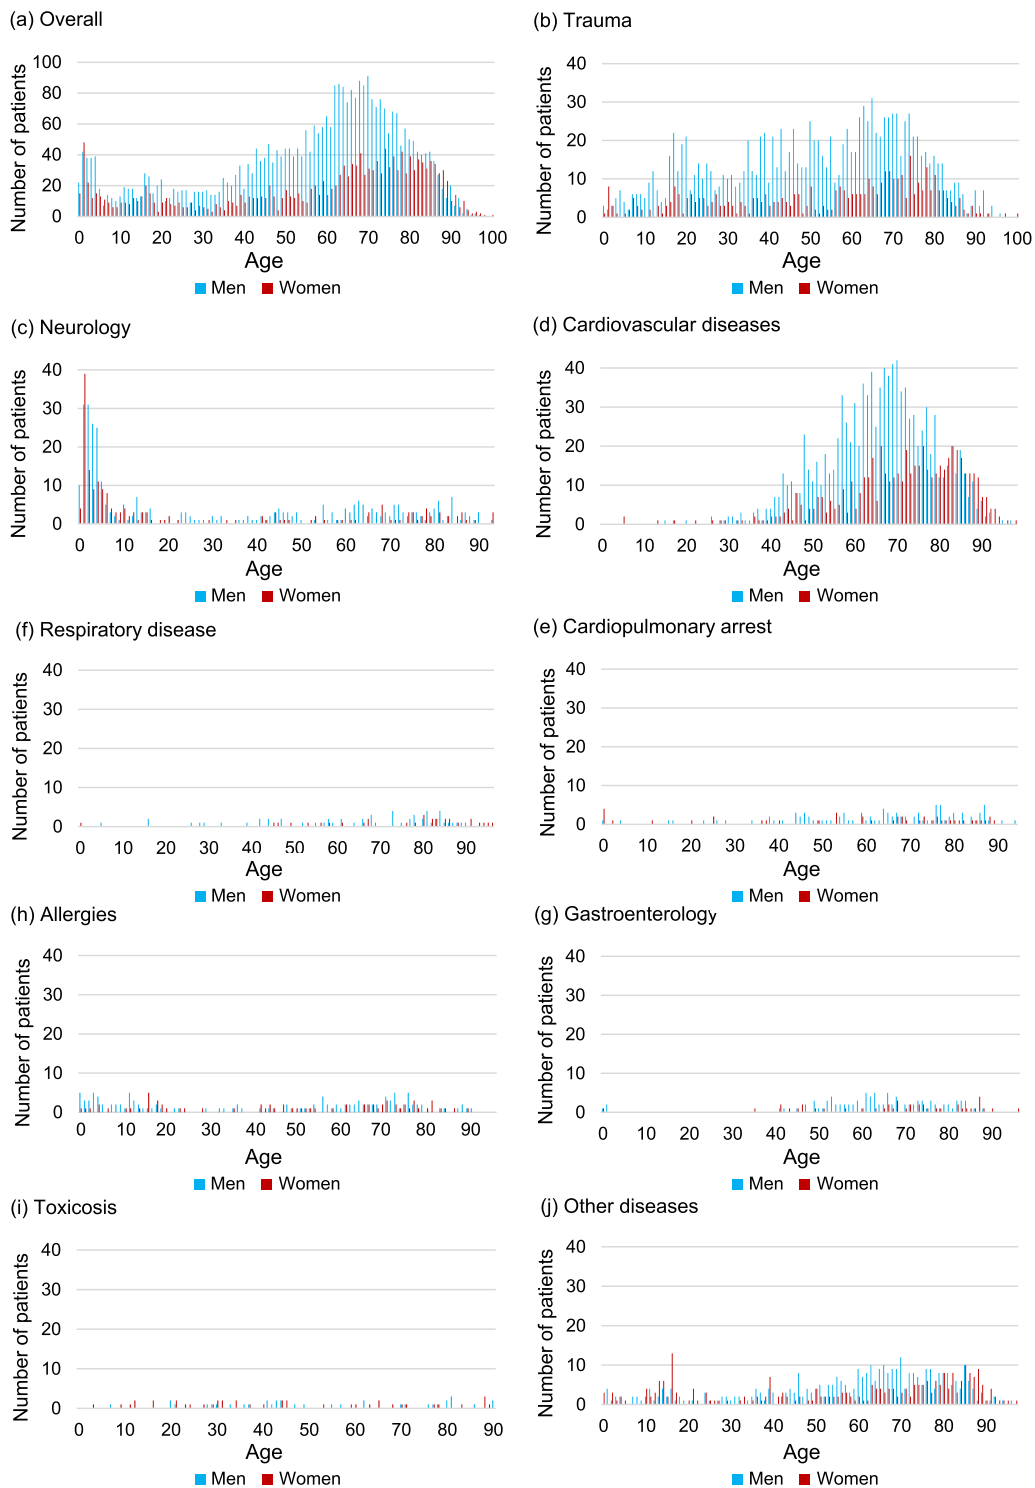 (a) Overall
Number of patients
100
80
60
40
20
0
0 10 20 30 40 50 60 70 80 90 100
Age
Men Women
(b) Trauma
Number of patients
40
30
20
10
0
0 10 20 30 40 50 60 70 80 90 100
Age
Men Women
(c) Neurology
Number of patients
40
30
20
10
0
0 10 20 30 40 50 60 70 80 90
Age
Men Women
(d) Cardiovascular diseases
Number of patients
40
30
20
10
0
0 10 20 30 40 50 60 70 80 90
Age
Men Women
(f) Respiratory disease
Number of patients
40
30
20
10
0
0 10 20 30 40 50 60 70 80 90
Age
Men Women
(e) Cardiopulmonary arrest
Number of patients
40
30
20
10
0
0 10 20 30 40 50 60 70 80 90
Age
Men Women
(h) Allergies
Number of patients
40
30
20
10
0
0 10 20 30 40 50 60 70 80 90
Age
Men Women
(g) Gastroenterology
Number of patients
40
30
20
10
0
0 10 20 30 40 50 60 70 80 90
Age
Men Women
(i) Toxicosis
Number of patients
40
30
20
10
0
0 10 20 30 40 50 60 70 80 90
Age
Men Women
(j) Other diseases
Number of patients
40
30
20
10
0
0 10 20 30 40 50 60 70 80 90
Age
Men Women